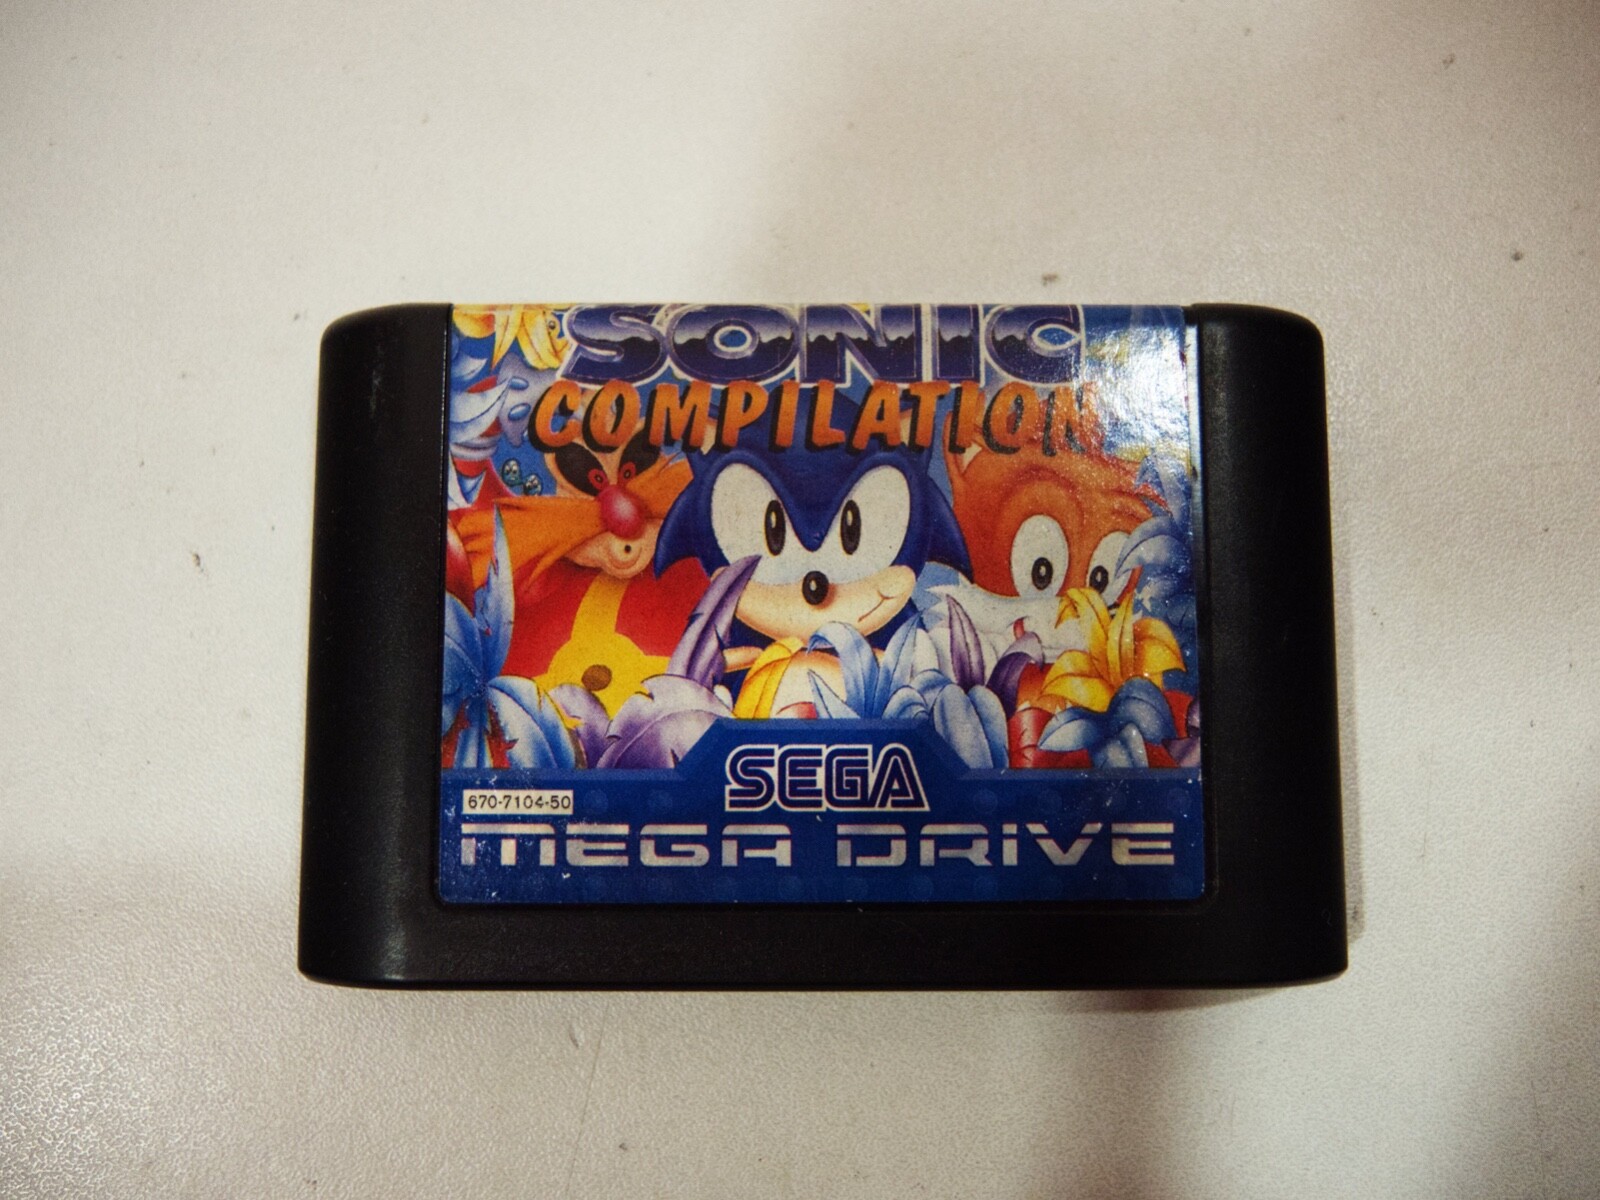 SONIC
COMPILATION
SEGA
670-7104-50
MEGA DRIVE